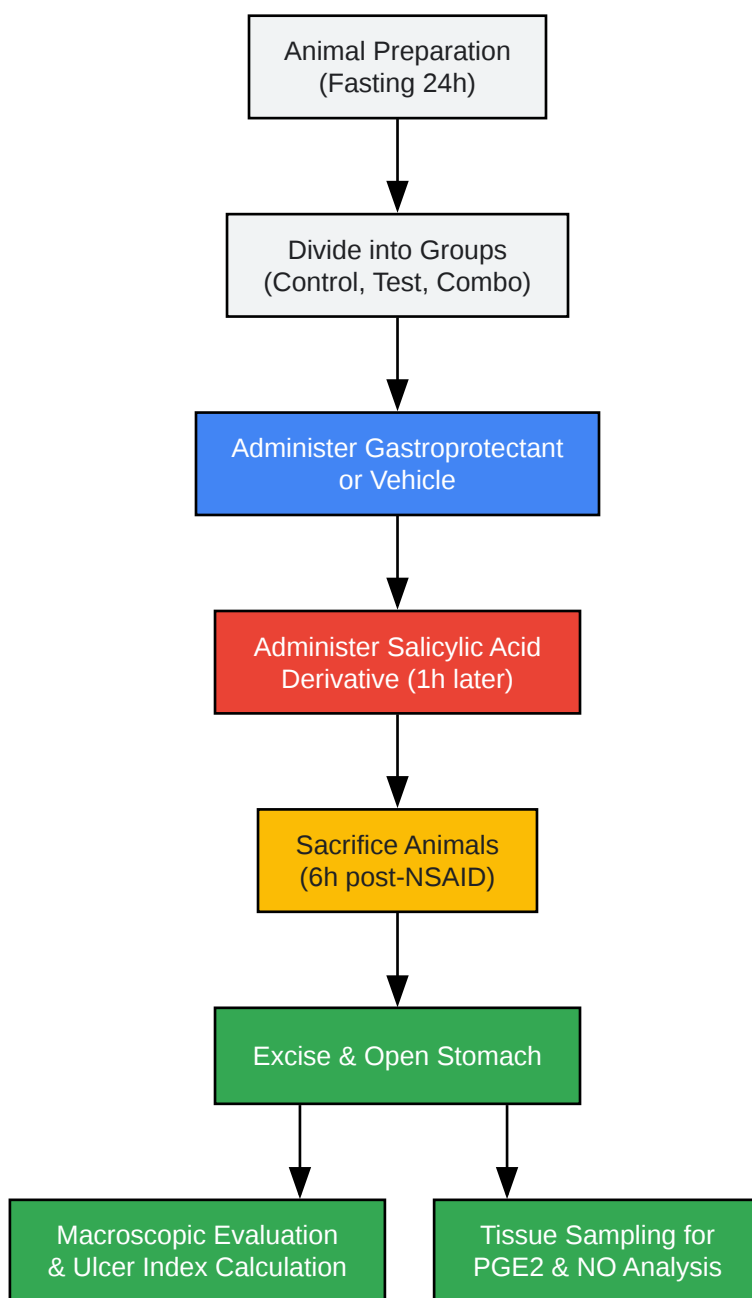 Animal Preparation
(Fasting 24h)
Divide into Groups
(Control, Test, Combo)
Administer Gastroprotectant
or Vehicle
Administer Salicylic Acid
Derivative (1h later)
Sacrifice Animals
(6h post-NSAID)
Excise & Open Stomach
Macroscopic Evaluation
& Ulcer Index Calculation
Tissue Sampling for
PGE2 & NO Analysis